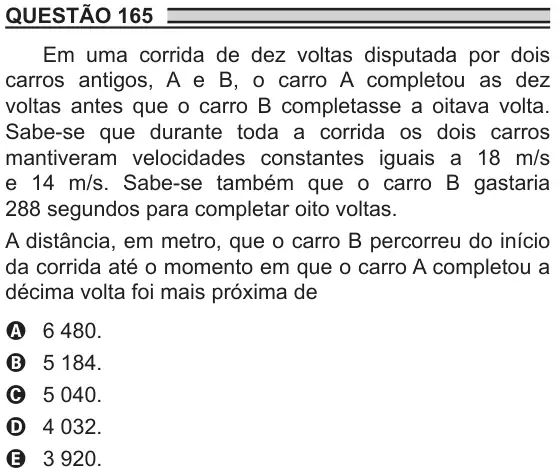 QUESTÃO 165
Em uma corrida de dez voltas disputada por dois
carros antigos, A e B, o carro A completou as dez
voltas antes que o carro B completasse a oitava volta.
Sabe-se que durante toda a corrida os dois carros
mantiveram velocidades constantes iguais a 18 m/s
e 14 m/s. Sabe-se também que o carro B gastaria
288 segundos para completar oito voltas.
A distância, em metro, que o carro B percorreu do início
da corrida até o momento em que o carro A completou a
décima volta foi mais próxima de
A 6 480.
B 5 184.
C 5 040.
D 4 032.
E 3 920.